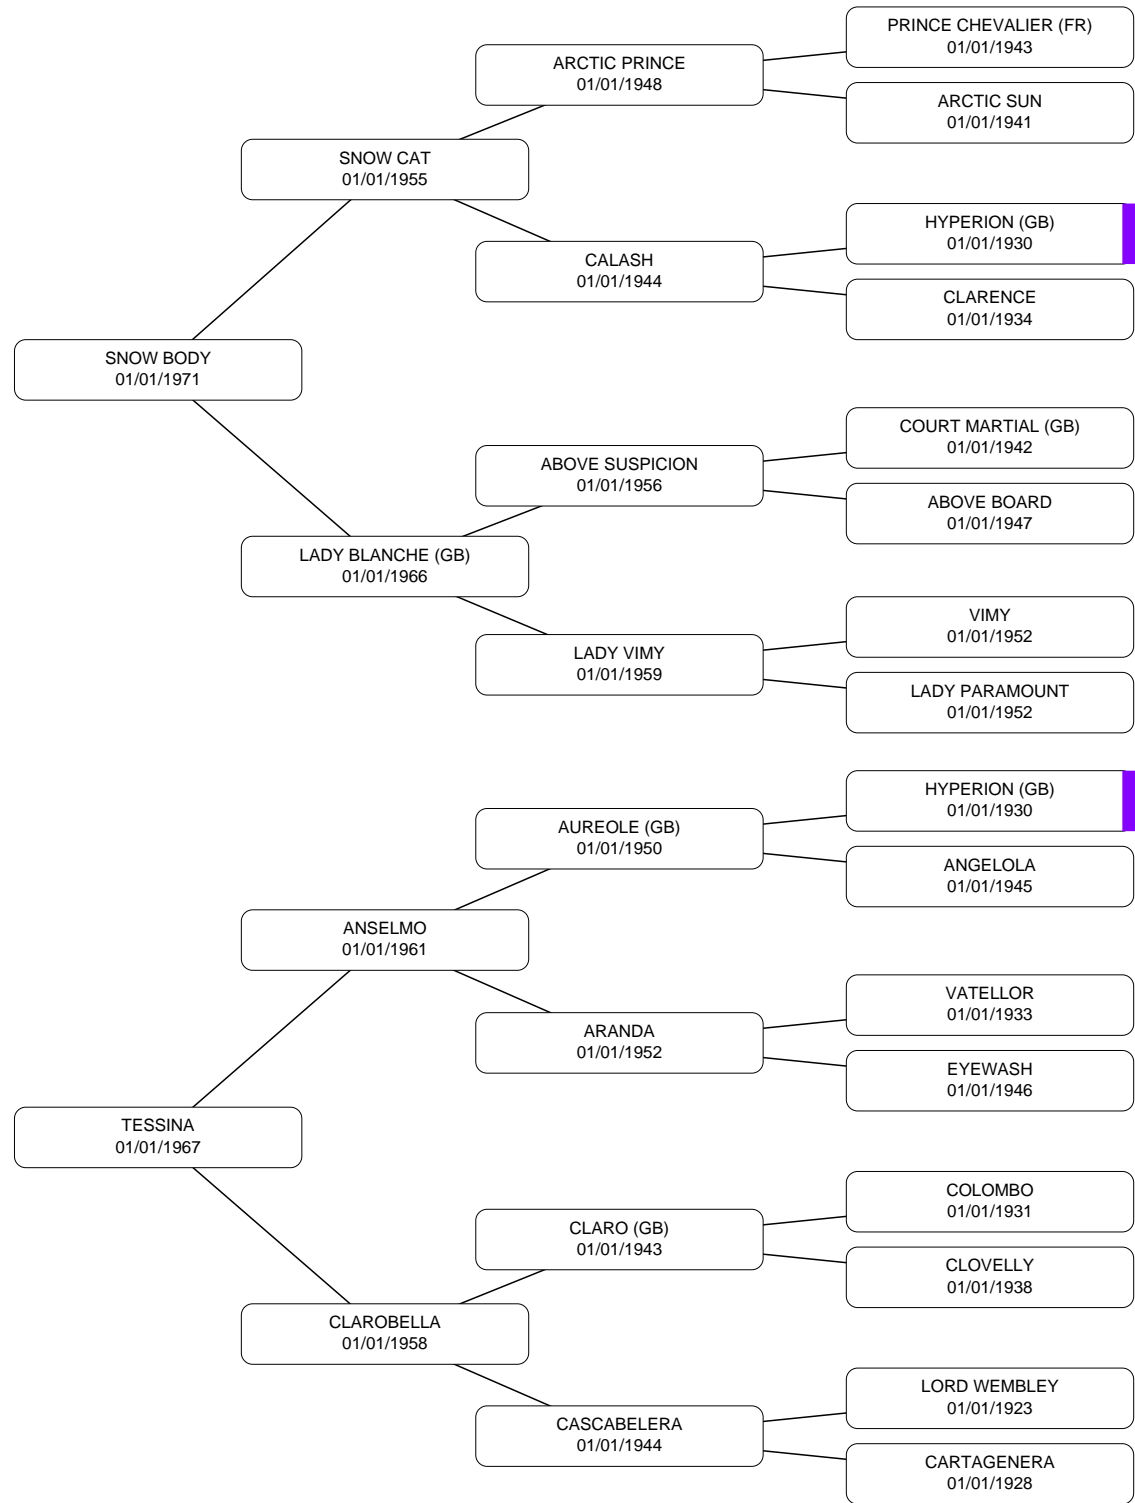 PRINCE CHEVALIER (FR)
01/01/1943
ARCTIC PRINCE
01/01/1948
ARCTIC SUN
01/01/1941
SNOW CAT
01/01/1955
HYPERION (GB)
01/01/1930
CALASH
01/01/1944
CLARENCE
01/01/1934
SNOW BODY
01/01/1971
COURT MARTIAL (GB)
01/01/1942
ABOVE SUSPICION
01/01/1956
ABOVE BOARD
01/01/1947
LADY BLANCHE (GB)
01/01/1966
VIMY
01/01/1952
LADY VIMY
01/01/1959
LADY PARAMOUNT
01/01/1952
HYPERION (GB)
01/01/1930
AUREOLE (GB)
01/01/1950
ANGELOLA
01/01/1945
ANSELMO
01/01/1961
VATELLOR
01/01/1933
ARANDA
01/01/1952
EYEWASH
01/01/1946
TESSINA
01/01/1967
COLOMBO
01/01/1931
CLARO (GB)
01/01/1943
CLOVELLY
01/01/1938
CLAROBELLA
01/01/1958
LORD WEMBLEY
01/01/1923
CASCABELERA
01/01/1944
CARTAGENERA
01/01/1928